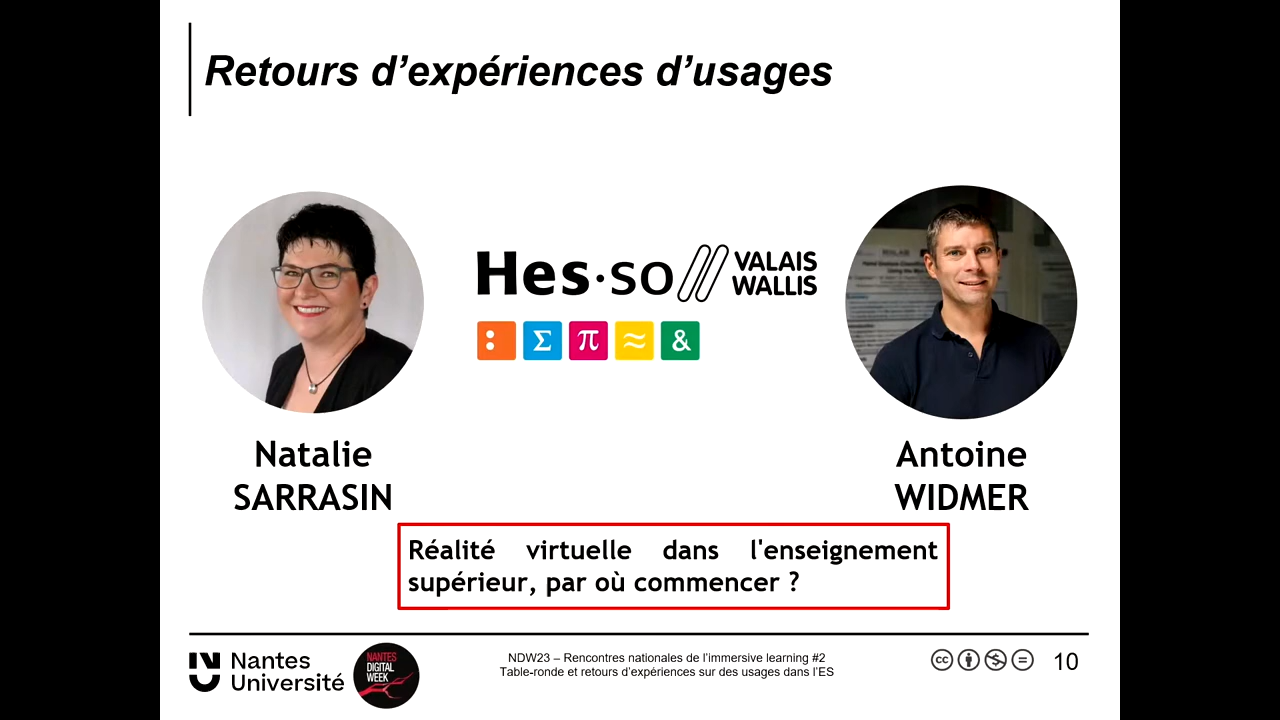 Retours d’expériences d’usages
Hes·so VALAIS
WALLIS
: Σ π ≈ &
Natalie
SARRASIN
Antoine
WIDMER
Réalité virtuelle dans l'enseignement
supérieur, par où commencer ?
Nantes
Université
NANTES
DIGITAL
WEEK
NDW23 – Rencontres nationales de l’immersive learning #2
Table-ronde et retours d’expériences sur des usages dans l’ES
cc
10